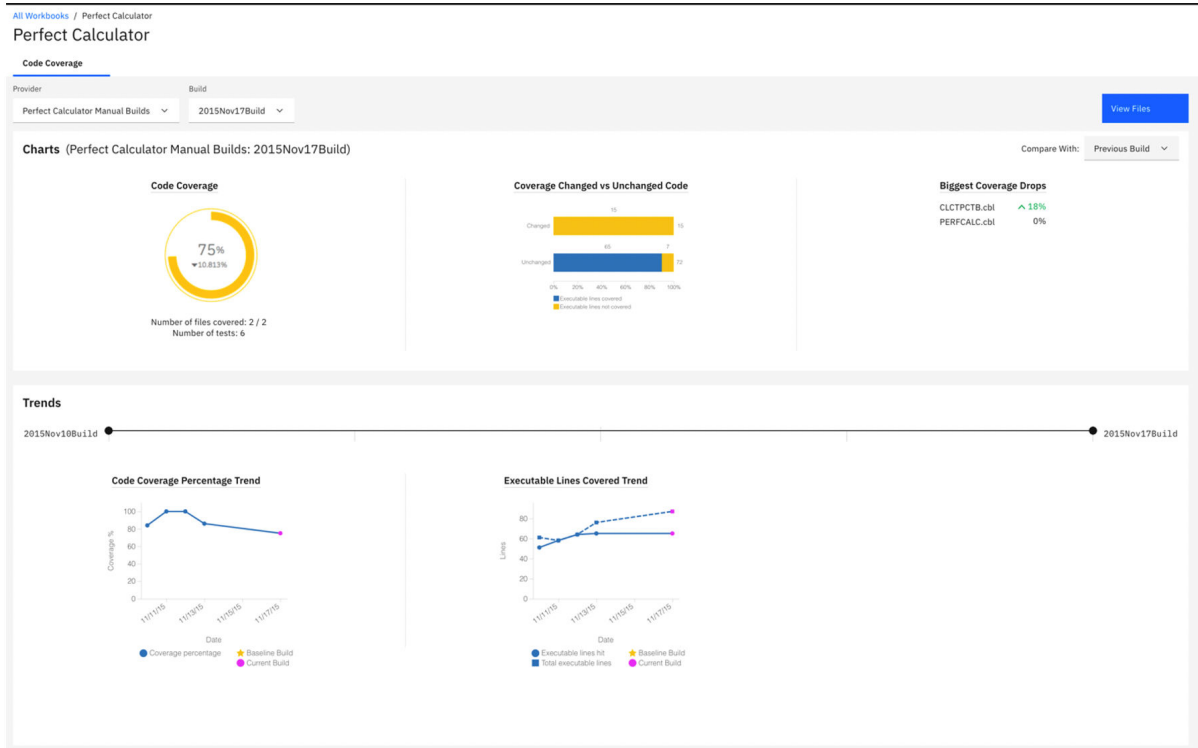 All Workbooks / Perfect Calculator
Perfect Calculator
Code Coverage
Provider
Build
Perfect Calculator Manual Builds
2015Nov17Build
View Files
Charts (Perfect Calculator Manual Builds: 2015Nov17Build)
Compare With: Previous Build
Code Coverage
75%
10.813%
Number of files covered: 2 / 2
Number of tests: 6
Coverage Changed vs Unchanged Code
15
Changed
15
65 7
Unchanged
72
0% 20% 40% 60% 80% 100%
Executable lines covered
Executable lines not covered
Biggest Coverage Drops
CLCTPCTB.cbl 18%
PERFCALC.cbl 0%
Trends
2015Nov10Build
2015Nov17Build
Code Coverage Percentage Trend
100
80
60
40
20
0
Coverage %
11/11/15 11/13/15 11/15/15 11/17/15
Date
Coverage percentage
Baseline Build
Current Build
Executable Lines Covered Trend
80
60
40
20
0
Lines
11/11/15 11/13/15 11/15/15 11/17/15
Date
Executable lines hit
Baseline Build
Total executable lines
Current Build